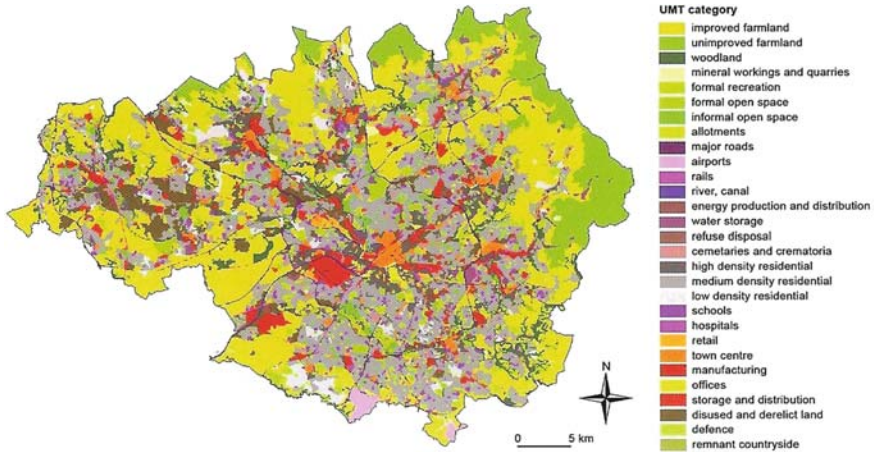 UMT category
improved farmland
unimproved farmland
woodland
mineral workings and quarries
formal recreation
formal open space
informal open space
allotments
major roads
airports
rails
river, canal
energy production and distribution
water storage
refuse disposal
cemetaries and crematoria
high density residential
medium density residential
low density residential
schools
hospitals
retail
town centre
manufacturing
offices
storage and distribution
disused and derelict land
defence
remnant countryside
N
0 5 km